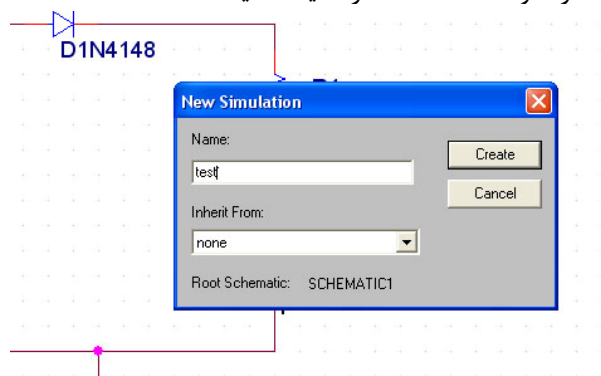 D1N4148
New Simulation
Name:
Create
test
Cancel
Inherit From:
none
Root Schematic: SCHEMATIC1